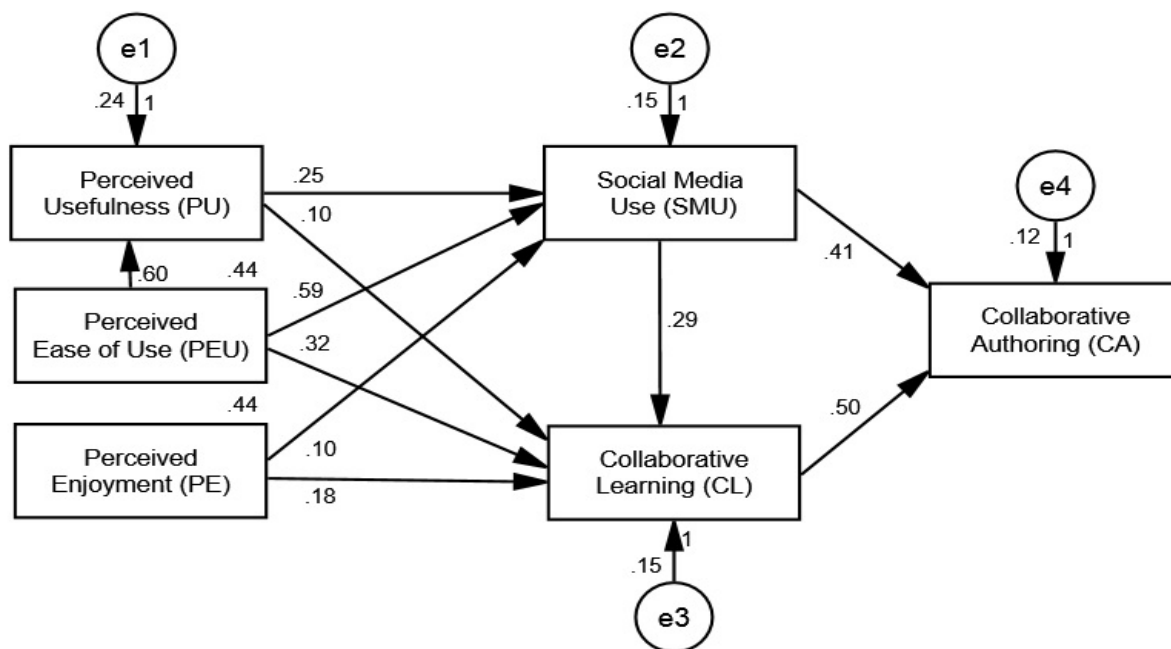 e1
e2
.24
1
.15
1
Perceived
Usefulness (PU)
Social Media
Use (SMU)
e4
.25
.10
.12
1
.41
.60
.44
.59
Perceived
Ease of Use (PEU)
.32
.29
Collaborative
Authoring (CA)
.44
.50
Perceived
Enjoyment (PE)
.10
.18
Collaborative
Learning (CL)
1
.15
e3